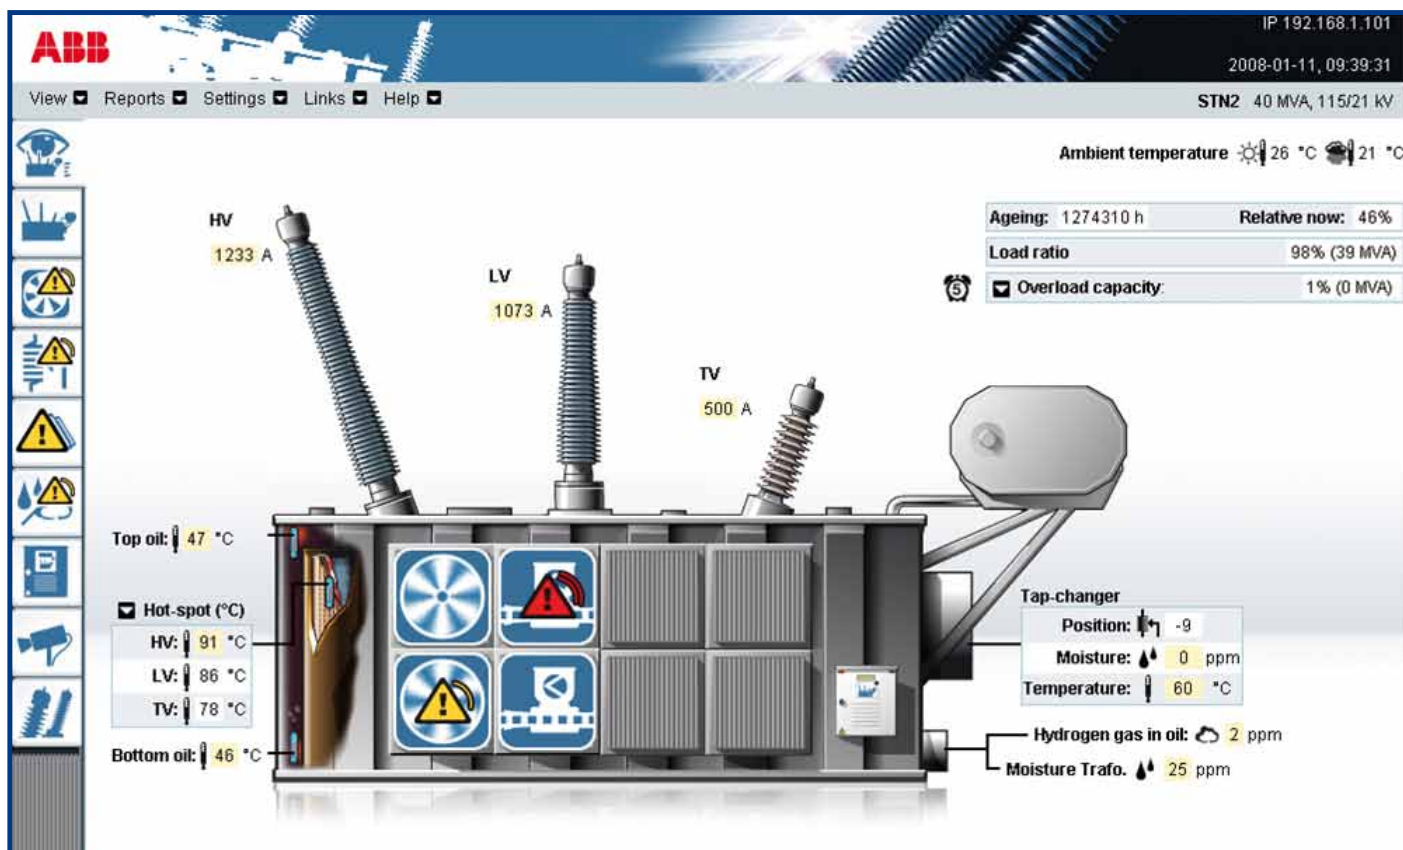 ABB
IP 192.168.1.101
2008-01-11, 09:39:31
View Reports Settings Links Help
STN2 40 MVA, 115/21 kV
Ambient temperature 26 °C 21 °C
Ageing: 1274310 h Relative now: 46%
Load ratio 98% (39 MVA)
5 Overload capacity: 1% (0 MVA)
HV
1233 A
LV
1073 A
TV
500 A
Top oil: 47 °C
Hot-spot (°C)
HV: 91 °C
LV: 86 °C
TV: 78 °C
Bottom oil: 46 °C
Tap-changer
Position: -9
Moisture: 0 ppm
Temperature: 60 °C
Hydrogen gas in oil: 2 ppm
Moisture Trafo. 25 ppm